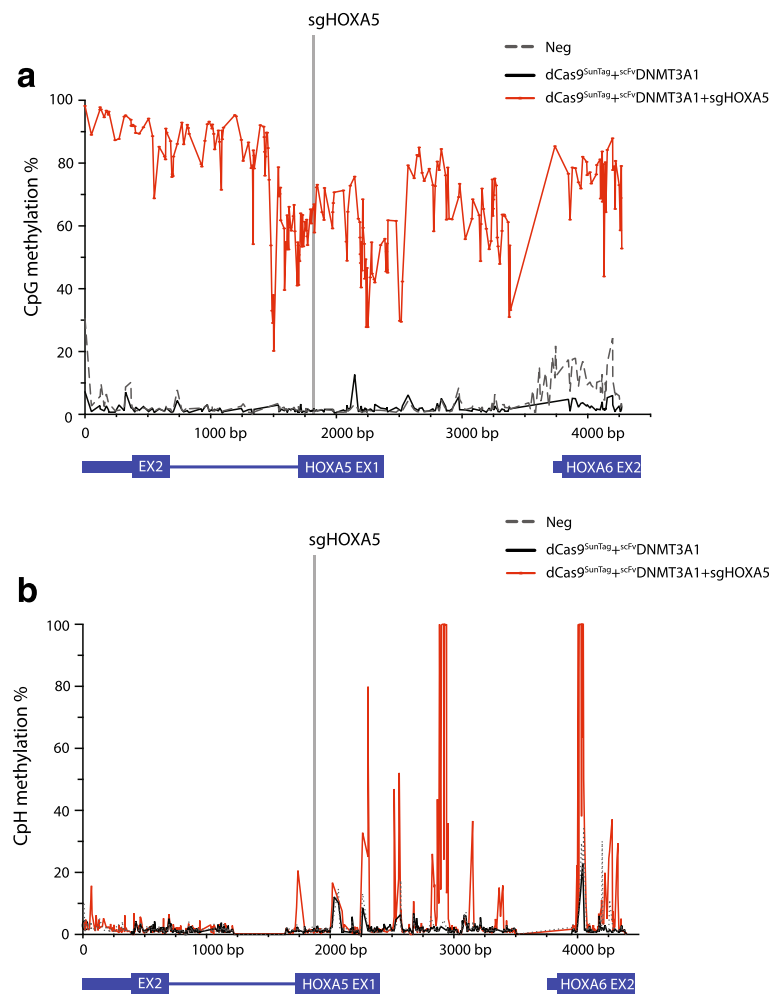 sgHOXA5
Neg
dCas9SunTag+scFvDNMT3A1
dCas9SunTag+scFvDNMT3A1+sgHOXA5
a
CpG methylation %
100
80
60
40
20
0
0 1000 bp 2000 bp 3000 bp 4000 bp
EX2 HOXA5 EX1 HOXA6 EX2
sgHOXA5
Neg
dCas9SunTag+scFvDNMT3A1
dCas9SunTag+scFvDNMT3A1+sgHOXA5
b
CpH methylation %
100
80
60
40
20
0
0 1000 bp 2000 bp 3000 bp 4000 bp
EX2 HOXA5 EX1 HOXA6 EX2